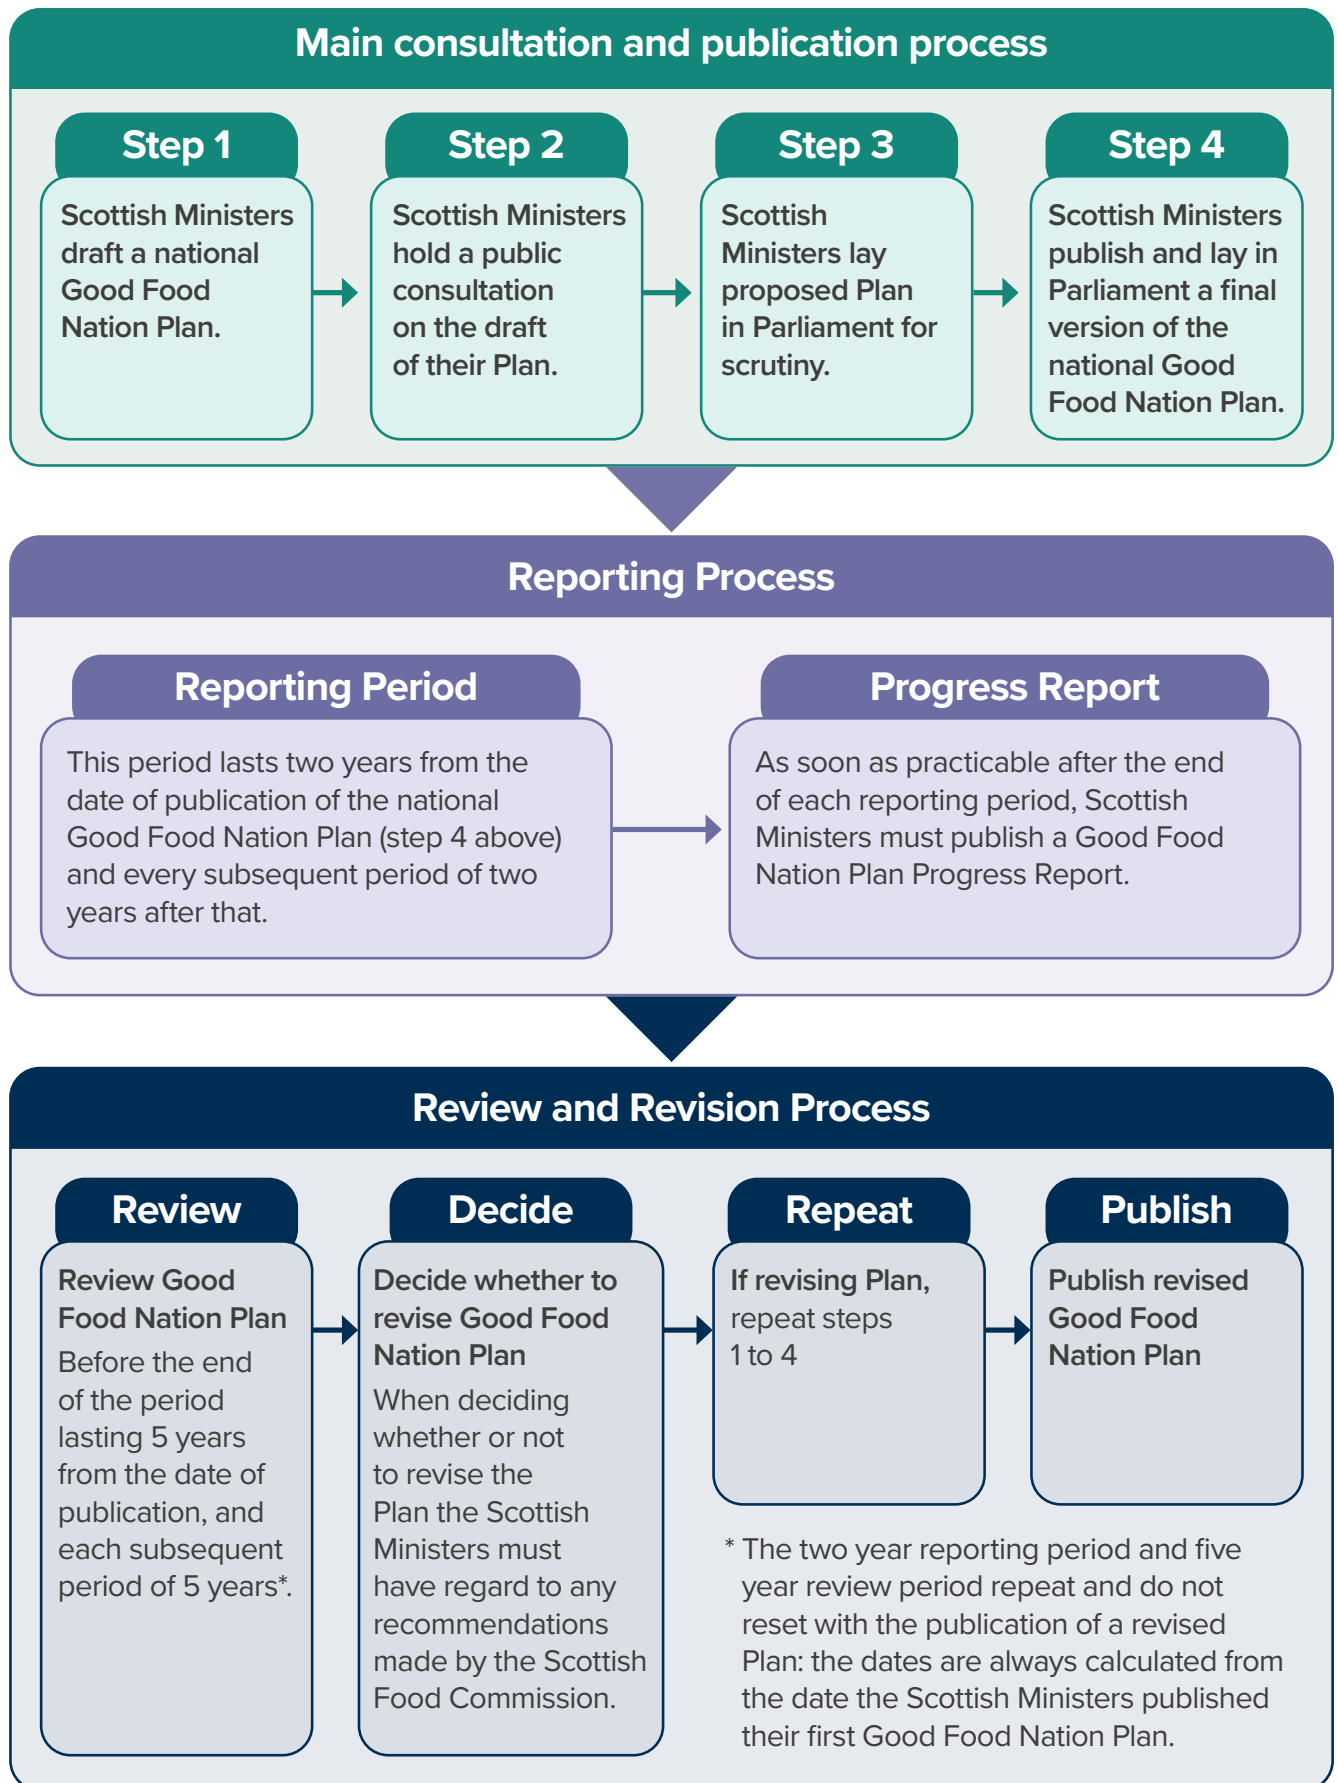 Main consultation and publication process
Step 1
Scottish Ministers
draft a national
Good Food
Nation Plan.
Step 2
Scottish Ministers
hold a public
consultation
on the draft
of their Plan.
Step 3
Scottish
Ministers lay
proposed Plan
in Parliament for
scrutiny.
Step 4
Scottish Ministers
publish and lay in
Parliament a final
version of the
national Good
Food Nation Plan.
Reporting Process
Reporting Period
This period lasts two years from the
date of publication of the national
Good Food Nation Plan (step 4 above)
and every subsequent period of two
years after that.
Progress Report
As soon as practicable after the end
of each reporting period, Scottish
Ministers must publish a Good Food
Nation Plan Progress Report.
Review and Revision Process
Review
Review Good
Food Nation Plan
Before the end
of the period
lasting 5 years
from the date of
publication, and
each subsequent
period of 5 years*.
Decide
Decide whether to
revise Good Food
Nation Plan
When deciding
whether or not
to revise the
Plan the Scottish
Ministers must
have regard to any
recommendations
made by the Scottish
Food Commission.
Repeat
If revising Plan,
repeat steps
1 to 4
Publish
Publish revised
Good Food
Nation Plan
* The two year reporting period and five
year review period repeat and do not
reset with the publication of a revised
Plan: the dates are always calculated from
the date the Scottish Ministers published
their first Good Food Nation Plan.